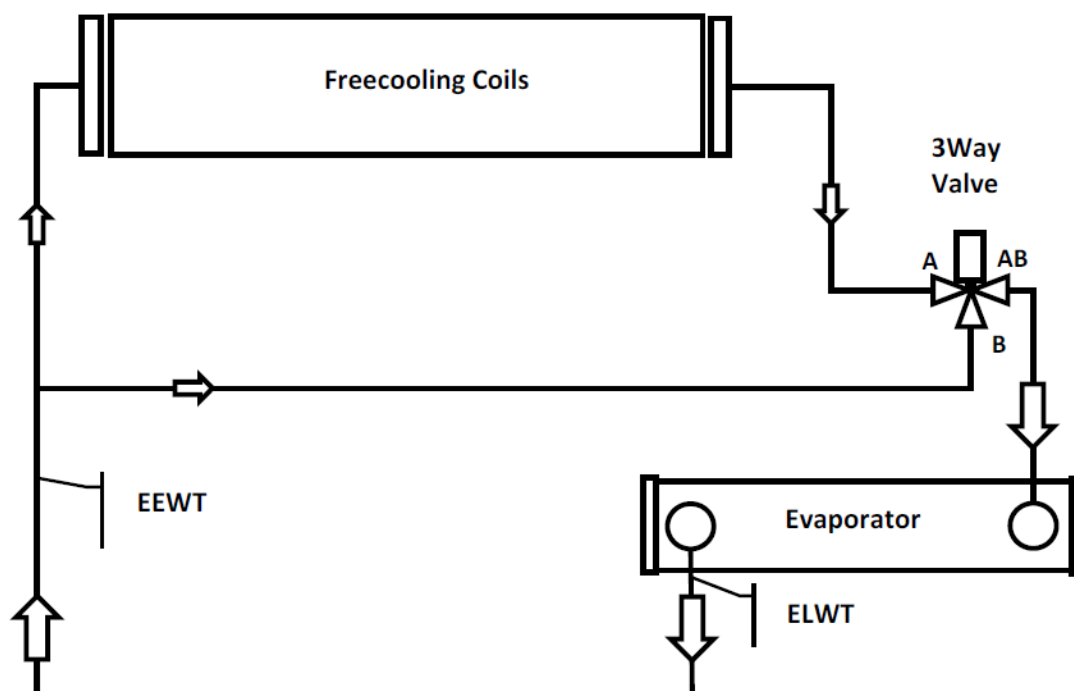 Freecooling Coils
3Way
Valve
A
AB
B
EEWT
Evaporator
ELWT